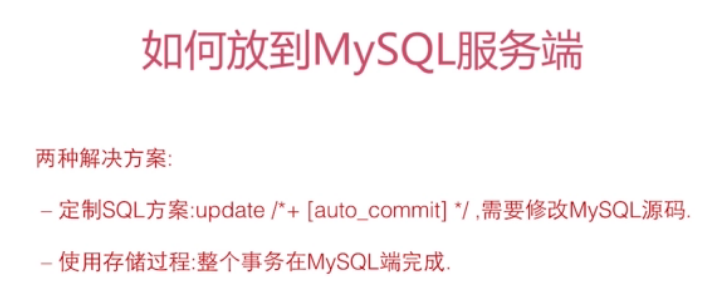 如何放到MySQL服务端
两种解决方案:
– 定制SQL方案:update /*+ [auto_commit] */ ,需要修改MySQL源码.
– 使用存储过程:整个事务在MySQL端完成.